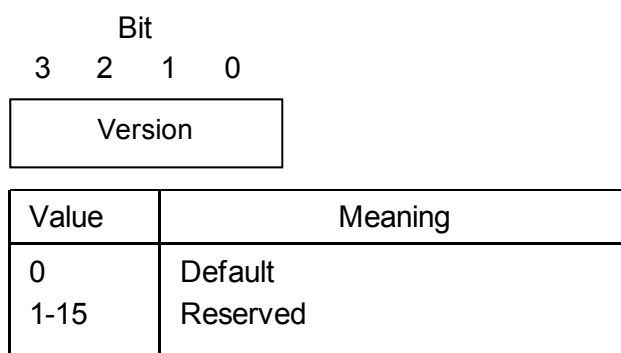 Bit
3 2 1 0
Version
Value Meaning
0 Default
1-15 Reserved